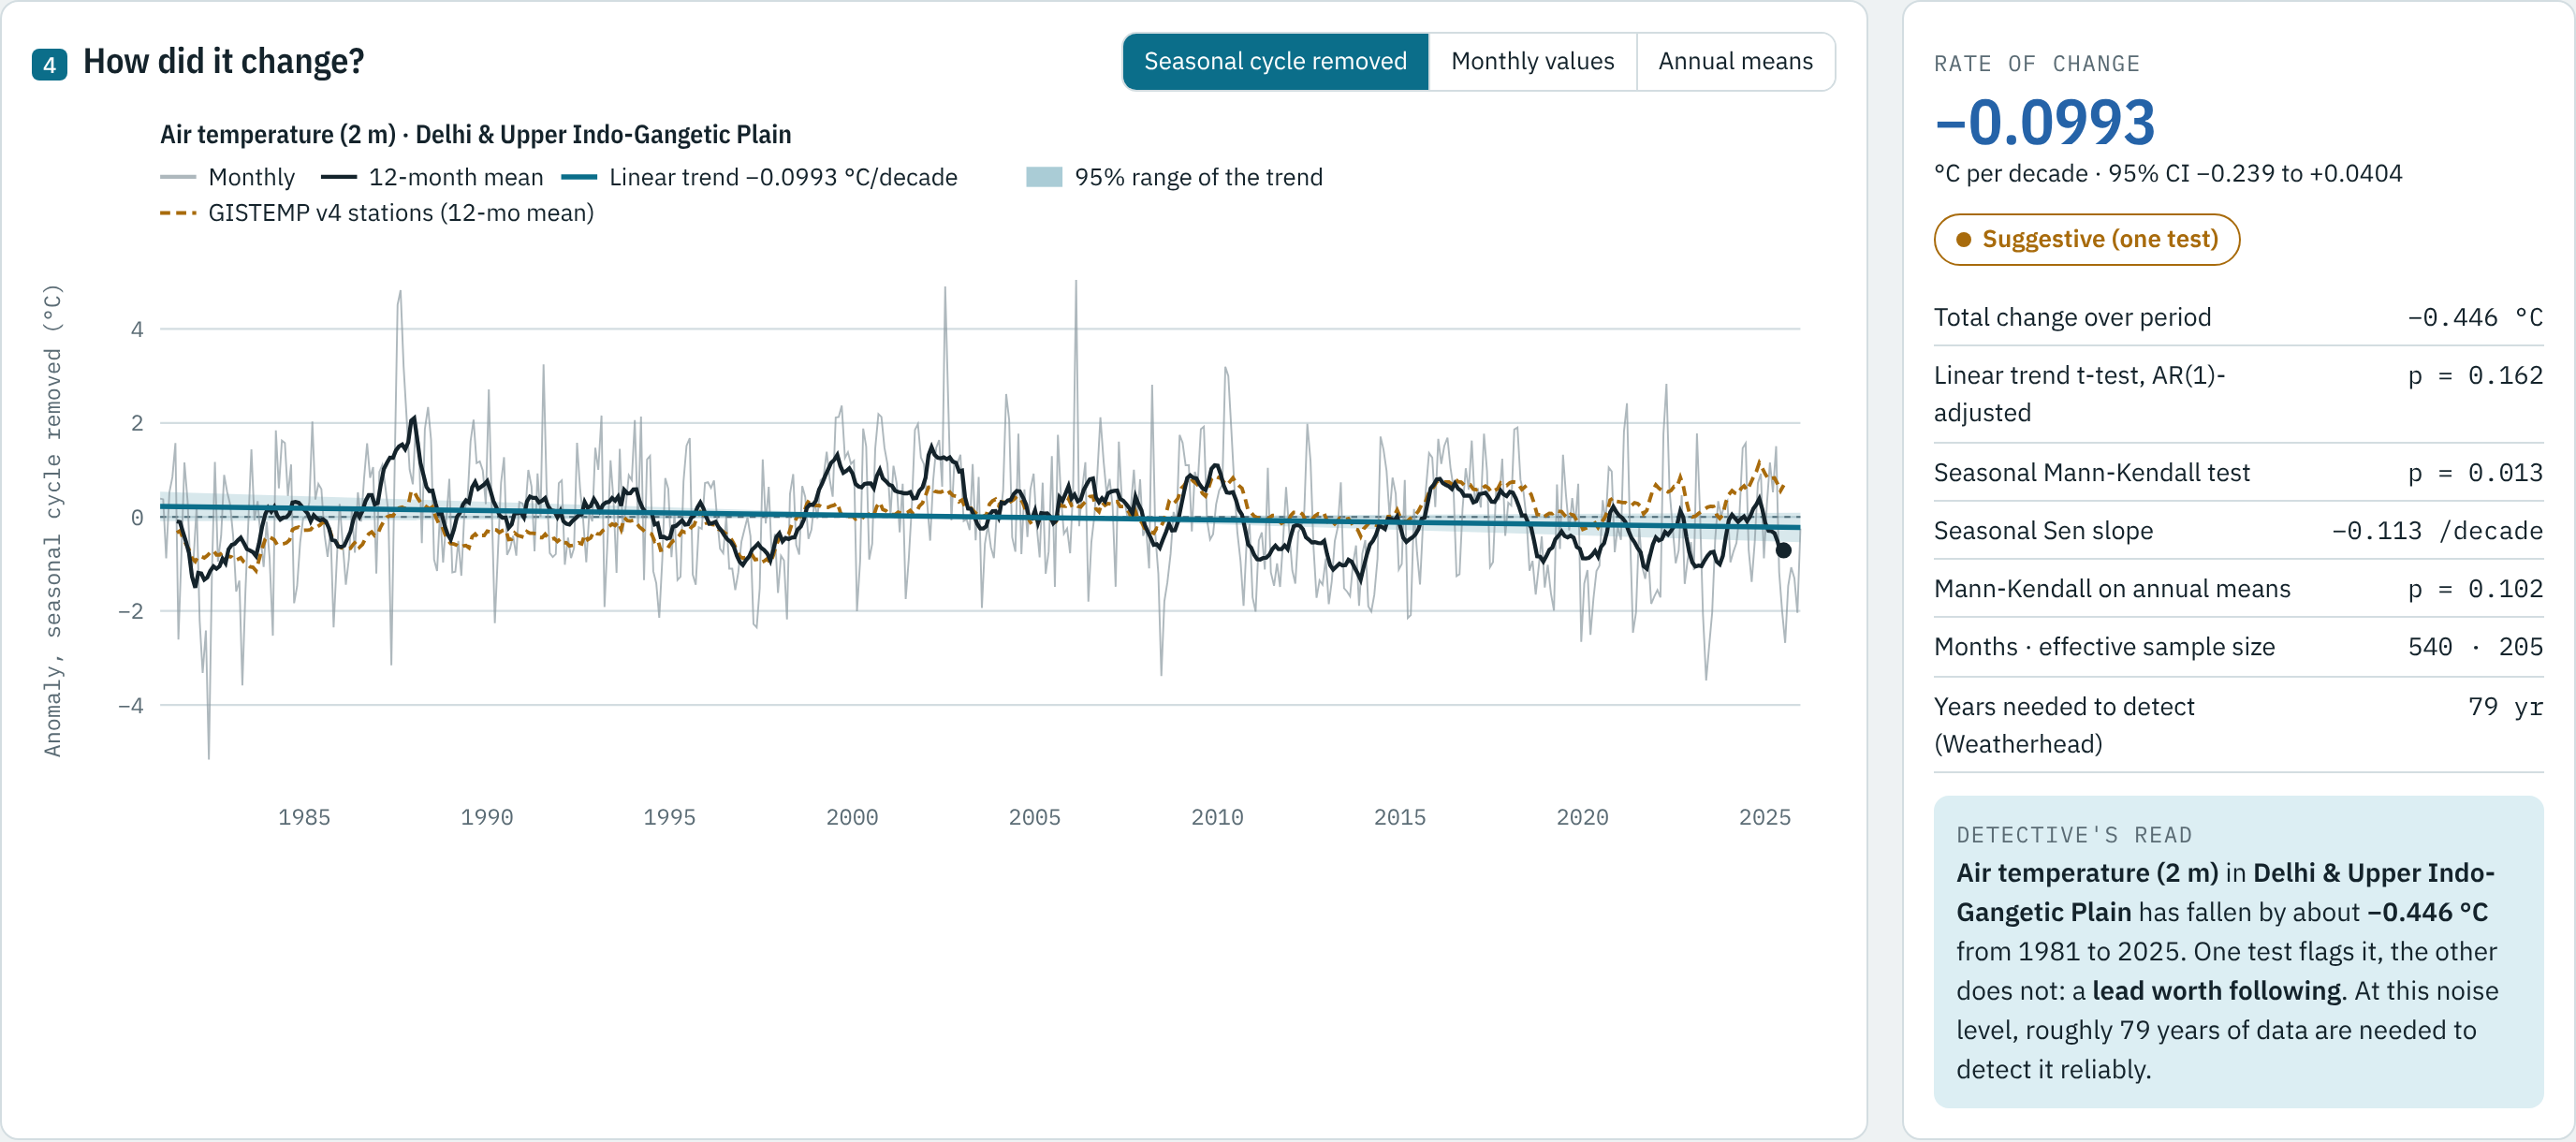 4 How did it change?
Seasonal cycle removed Monthly values Annual means
Air temperature (2 m) · Delhi & Upper Indo-Gangetic Plain
Monthly 12-month mean Linear trend −0.0993 °C/decade 95% range of the trend
GISTEMP v4 stations (12-mo mean)
Anomaly, seasonal cycle removed (°C)
4
2
0
−2
−4
1985 1990 1995 2000 2005 2010 2015 2020 2025
RATE OF CHANGE
−0.0993
°C per decade · 95% CI −0.239 to +0.0404
Suggestive (one test)
Total change over period −0.446 °C
Linear trend t-test, AR(1)- p = 0.162
adjusted
Seasonal Mann-Kendall test p = 0.013
Seasonal Sen slope −0.113 /decade
Mann-Kendall on annual means p = 0.102
Months · effective sample size 540 · 205
Years needed to detect 79 yr
(Weatherhead)
DETECTIVE'S READ
Air temperature (2 m) in Delhi & Upper Indo-
Gangetic Plain has fallen by about −0.446 °C
from 1981 to 2025. One test flags it, the other
does not: a lead worth following. At this noise
level, roughly 79 years of data are needed to
detect it reliably.